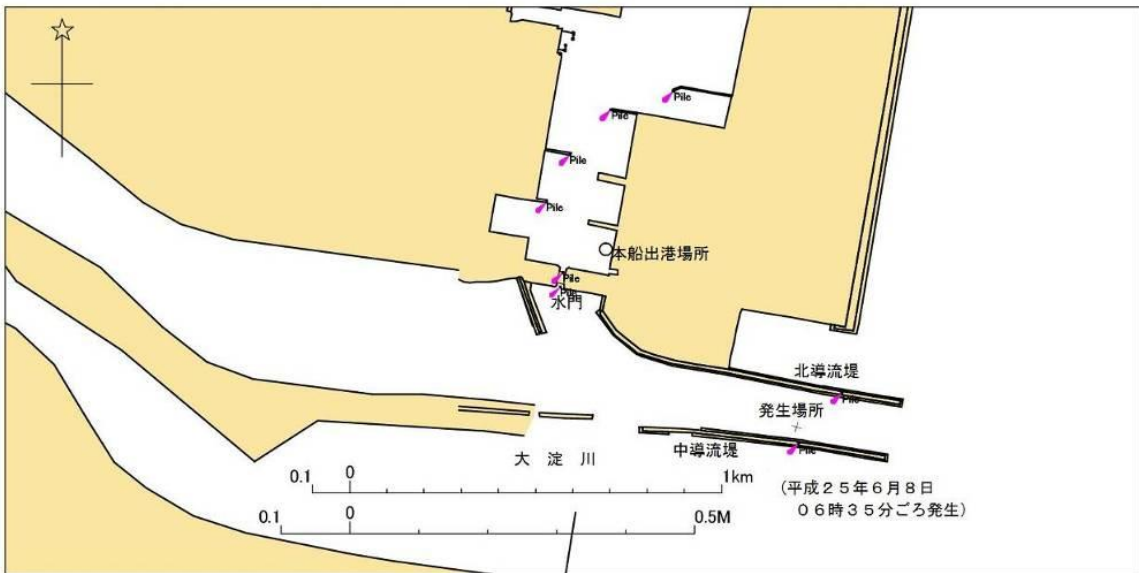 Pile
Pile
Pile
Pile
本船出港場所
Pile
Pile
水門
北導流堤
Pile
発生場所
中導流堤
Pile
大淀川
0.1 0 1km
(平成25年6月8日
06時35分ごろ発生)
0.1 0 0.5M